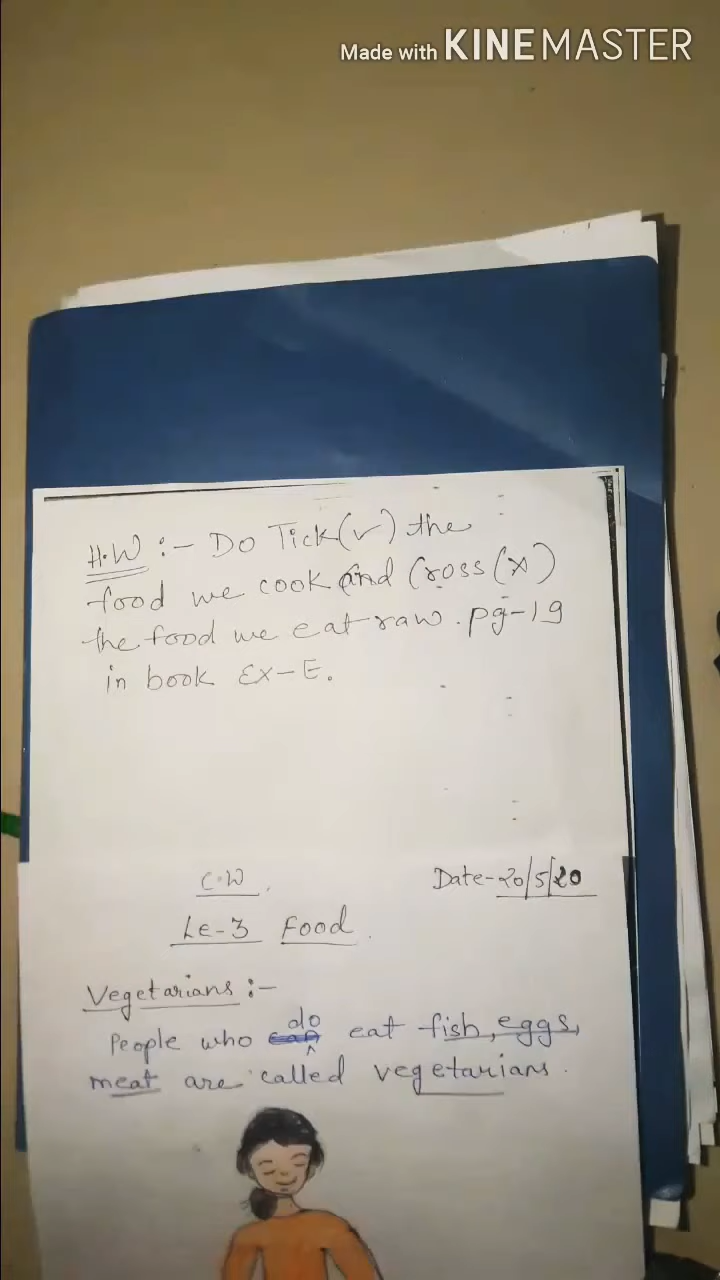 Made with KINEMASTER
H.W :- Do Tick(✓) the
food we cook and Cross(x)
the food we eat raw. pg-19
in book Ex-E.
C.W.
Date-20/5/20
LE-3 Food.
Vegetarians :-
People who do eat fish, eggs,
meat are called vegetarians.